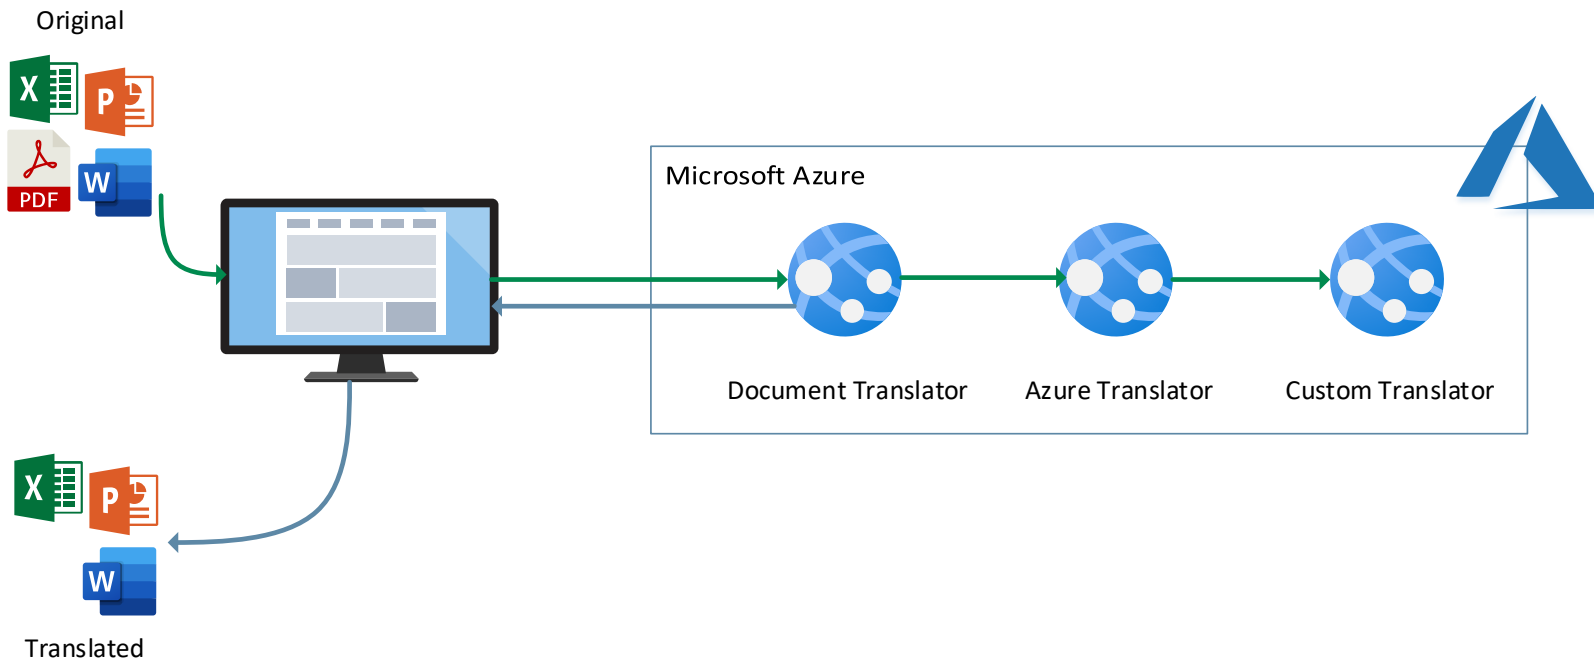 Original
X
P
PDF
W
Microsoft Azure
Document Translator
Azure Translator
Custom Translator
X
P
W
Translated